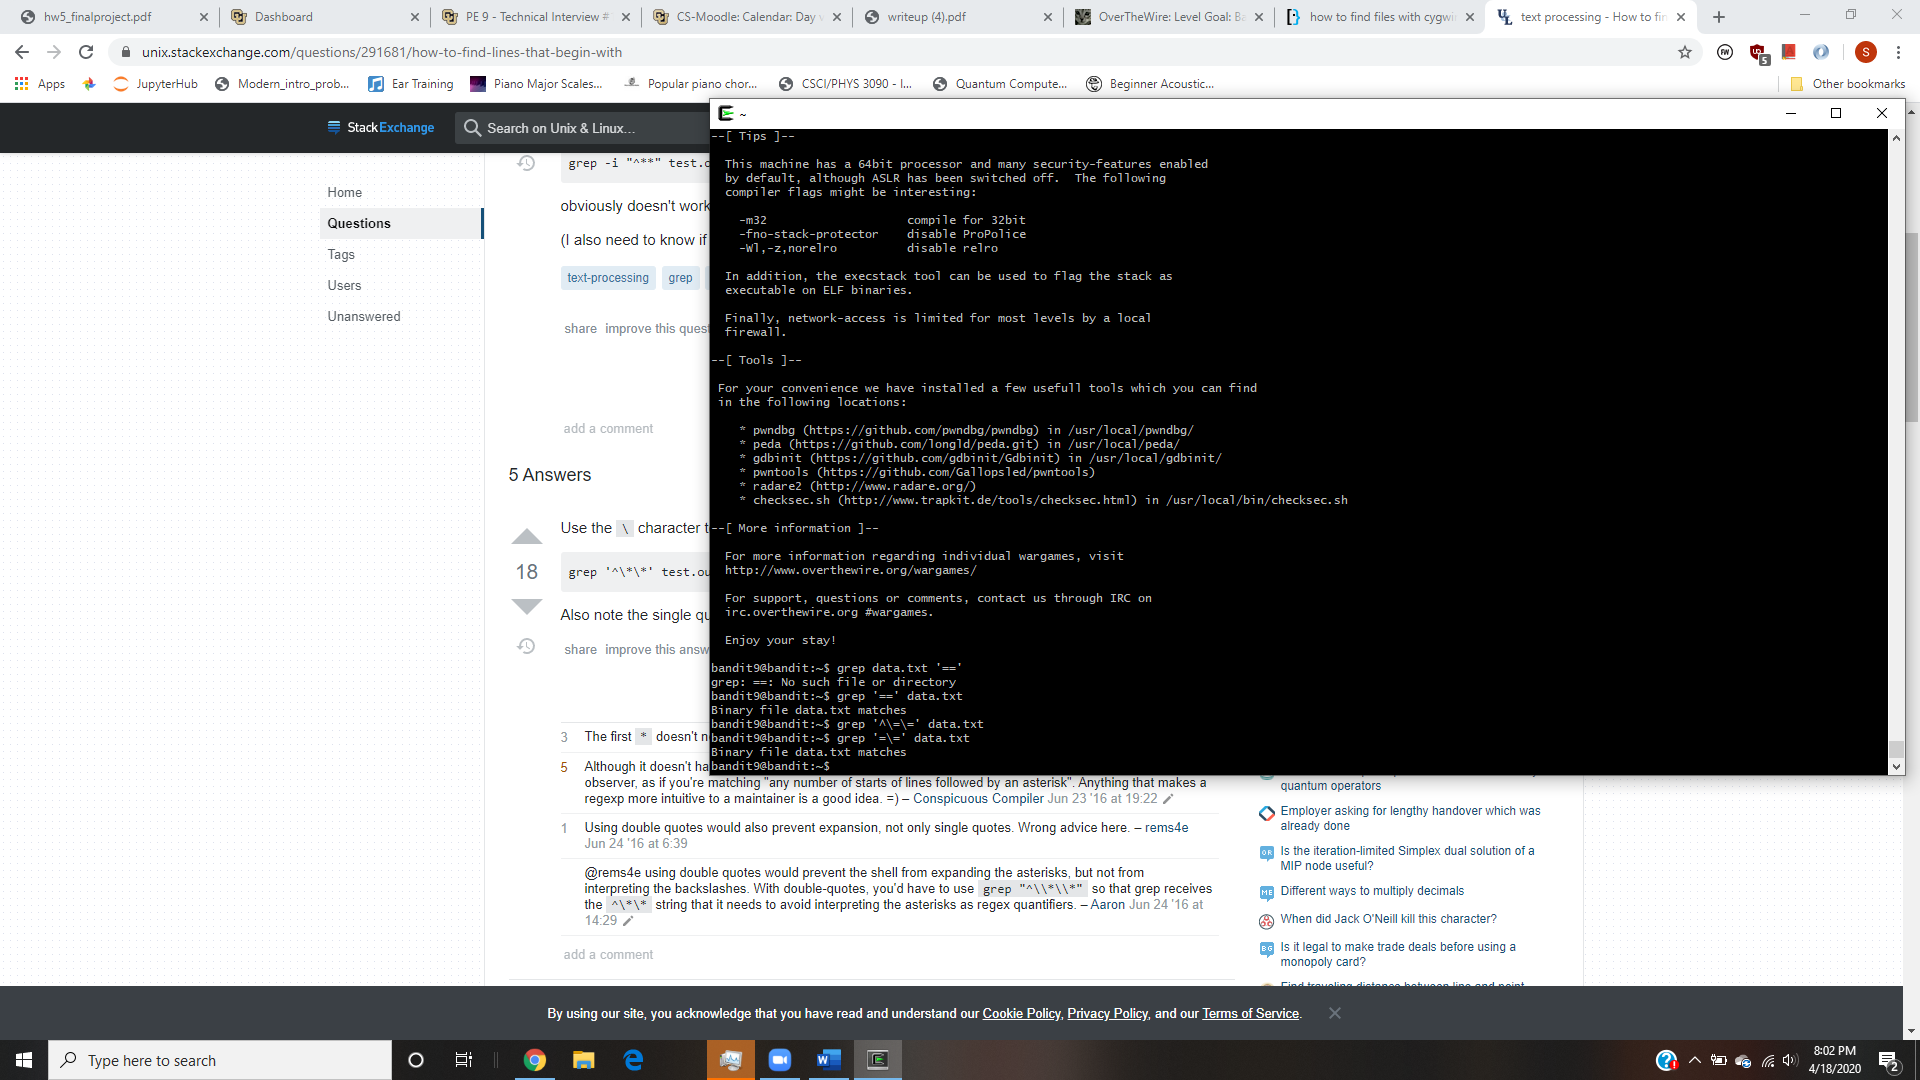 hw5_finalproject.pdf
Dashboard
PE 9 - Technical Interview #
CS-Moodle: Calendar: Day
writeup (4).pdf
OverTheWire: Level Goal: Ba
how to find files with cygwi
text processing - How to fin
unix.stackexchange.com/questions/291681/how-to-find-lines-that-begin-with
5
S
Apps
JupyterHub
Modern_intro_prob...
Ear Training
Piano Major Scales...
Popular piano chor...
CSCI/PHYS 3090 - I...
Quantum Compute...
Beginner Acoustic...
Other bookmarks
StackExchange
Search on Unix & Linux...
Home
Questions
Tags
Users
Unanswered
grep -i "^**" test.o
obviously doesn't work
(I also need to know if
text-processing
grep
share improve this quest
add a comment
5 Answers
Use the \ character t
18
grep '^\*\*' test.ou
Also note the single qu
share improve this answ
3 The first * doesn't n
5 Although it doesn't ha
observer, as if you're matching "any number of starts of lines followed by an asterisk". Anything that makes a
regexp more intuitive to a maintainer is a good idea. =) – Conspicuous Compiler Jun 23 '16 at 19:22
1 Using double quotes would also prevent expansion, not only single quotes. Wrong advice here. – rems4e
Jun 24 '16 at 6:39
@rems4e using double quotes would prevent the shell from expanding the asterisks, but not from
interpreting the backslashes. With double-quotes, you'd have to use grep "^\\*\\*" so that grep receives
the ^\*\* string that it needs to avoid interpreting the asterisks as regex quantifiers. – Aaron Jun 24 '16 at
14:29
add a comment
~
--[ Tips ]--
This machine has a 64bit processor and many security-features enabled
by default, although ASLR has been switched off.  The following
compiler flags might be interesting:
-m32                    compile for 32bit
-fno-stack-protector    disable ProPolice
-Wl,-z,norelro          disable relro
In addition, the execstack tool can be used to flag the stack as
executable on ELF binaries.
Finally, network-access is limited for most levels by a local
firewall.
--[ Tools ]--
For your convenience we have installed a few usefull tools which you can find
in the following locations:
* pwndbg (https://github.com/pwndbg/pwndbg) in /usr/local/pwndbg/
* peda (https://github.com/longld/peda.git) in /usr/local/peda/
* gdbinit (https://github.com/gdbinit/Gdbinit) in /usr/local/gdbinit/
* pwntools (https://github.com/Gallopsled/pwntools)
* radare2 (http://www.radare.org/)
* checksec.sh (http://www.trapkit.de/tools/checksec.html) in /usr/local/bin/checksec.sh
--[ More information ]--
For more information regarding individual wargames, visit
http://www.overthewire.org/wargames/
For support, questions or comments, contact us through IRC on
irc.overthewire.org #wargames.
Enjoy your stay!
bandit9@bandit:~$ grep data.txt '=='
grep: ==: No such file or directory
bandit9@bandit:~$ grep '==' data.txt
Binary file data.txt matches
bandit9@bandit:~$ grep '^\=\=' data.txt
bandit9@bandit:~$ grep '=\=' data.txt
Binary file data.txt matches
bandit9@bandit:~$
quantum operators
Employer asking for lengthy handover which was
already done
Is the iteration-limited Simplex dual solution of a
MIP node useful?
Different ways to multiply decimals
When did Jack O'Neill kill this character?
Is it legal to make trade deals before using a
monopoly card?
By using our site, you acknowledge that you have read and understand our Cookie Policy, Privacy Policy, and our Terms of Service.
Type here to search
8:02 PM
4/18/2020
2